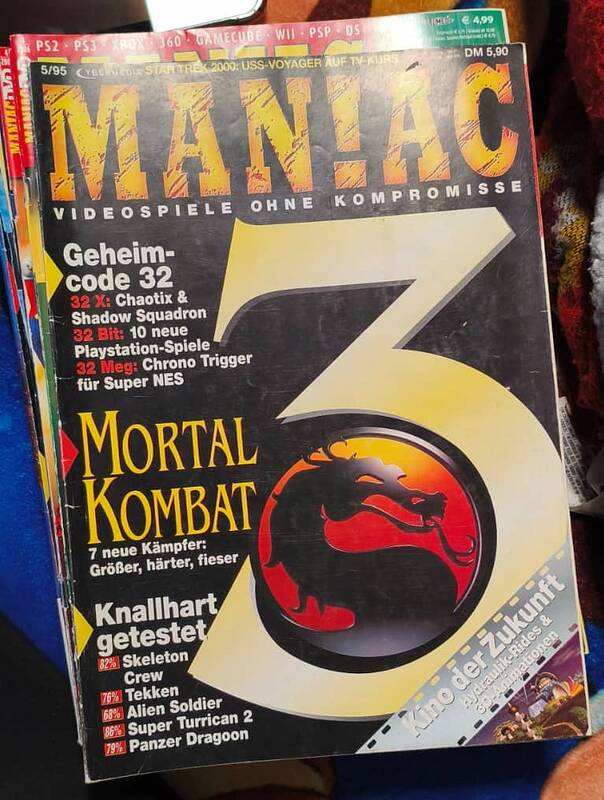 PS2 · PS3 · XBOX · 360 · GAMECUBE · WII · PSP · DS
€ 4,99
5/95
CYBERMEDIA
STAR TREK 2000: USS-VOYAGER AUF TV-KURS
DM 5,90
MAN!AC
VIDEOSPIELE OHNE KOMPROMISSE
3
Geheim-
code 32
32 X: Chaotix &
Shadow Squadron
32 Bit: 10 neue
Playstation-Spiele
32 Meg: Chrono Trigger
für Super NES
MORTAL
KOMBAT
7 neue Kämpfer:
Größer, härter, fieser
Knallhart
getestet
82% Skeleton
Crew
76% Tekken
68% Alien Soldier
86% Super Turrican 2
79% Panzer Dragoon
Kino der Zukunft
Hydraulik-Rides &
3D-Animationen